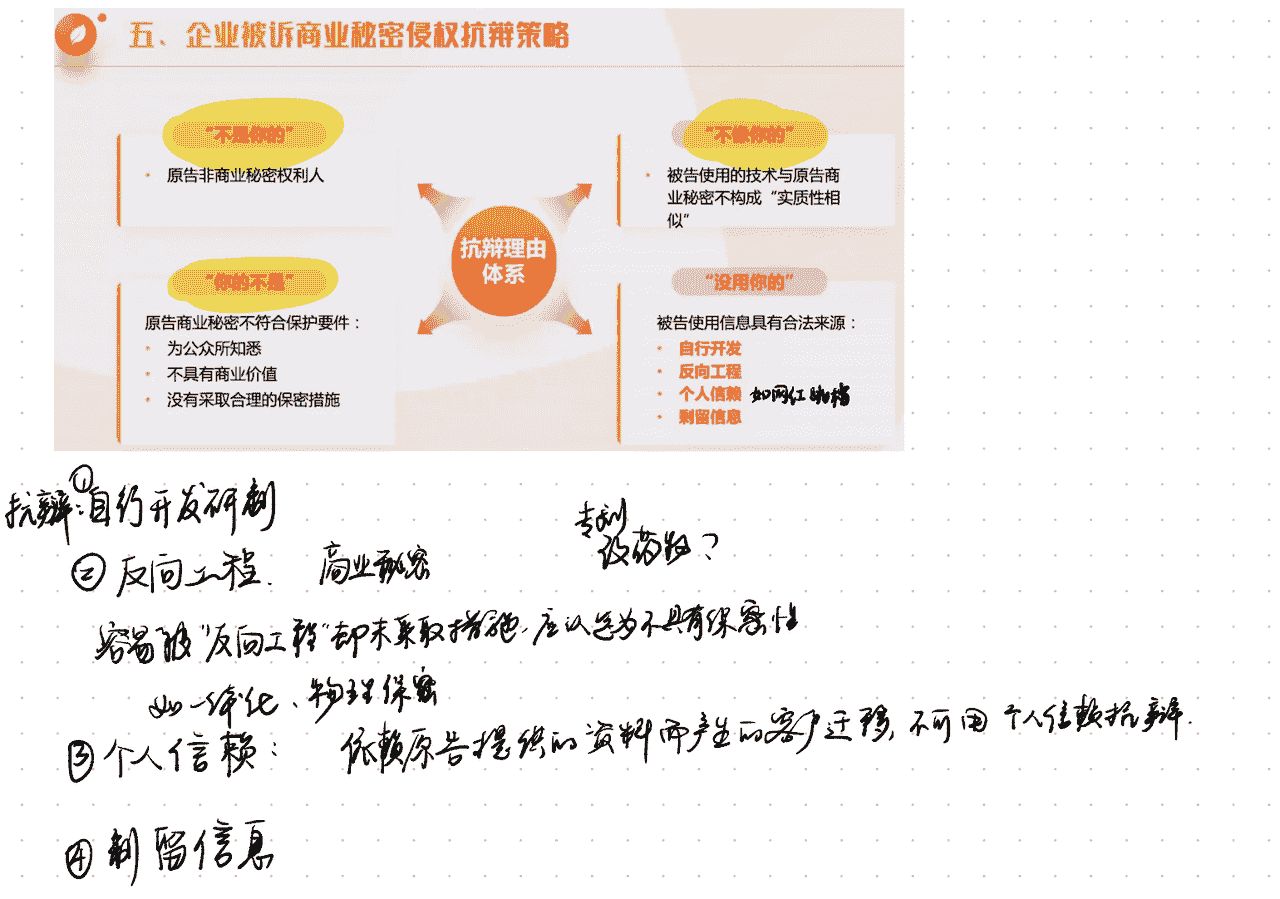 五、企业被诉商业秘密侵权抗辩策略
“不是你的”
• 原告非商业秘密权利人
“不像你的”
• 被告使用的技术与原告商
业秘密不构成“实质性相
似”
抗辩理由
体系
“你的不是”
原告商业秘密不符合保护要件：
• 为公众所知悉
• 不具有商业价值
• 没有采取合理的保密措施
“没用你的”
被告使用信息具有合法来源：
• 自行开发
• 反向工程
• 个人信赖 如网红跳槽
• 剩留信息
抗辩：①自行开发研制
专利
②反向工程. 商业秘密
容易被“反向工程”却未采取措施，应认定为不具有保密性
如一体化、物理保密
③个人信赖： 依赖原告提供的资料而产生的客户迁移，不可用个人信赖抗辩.
④剩留信息